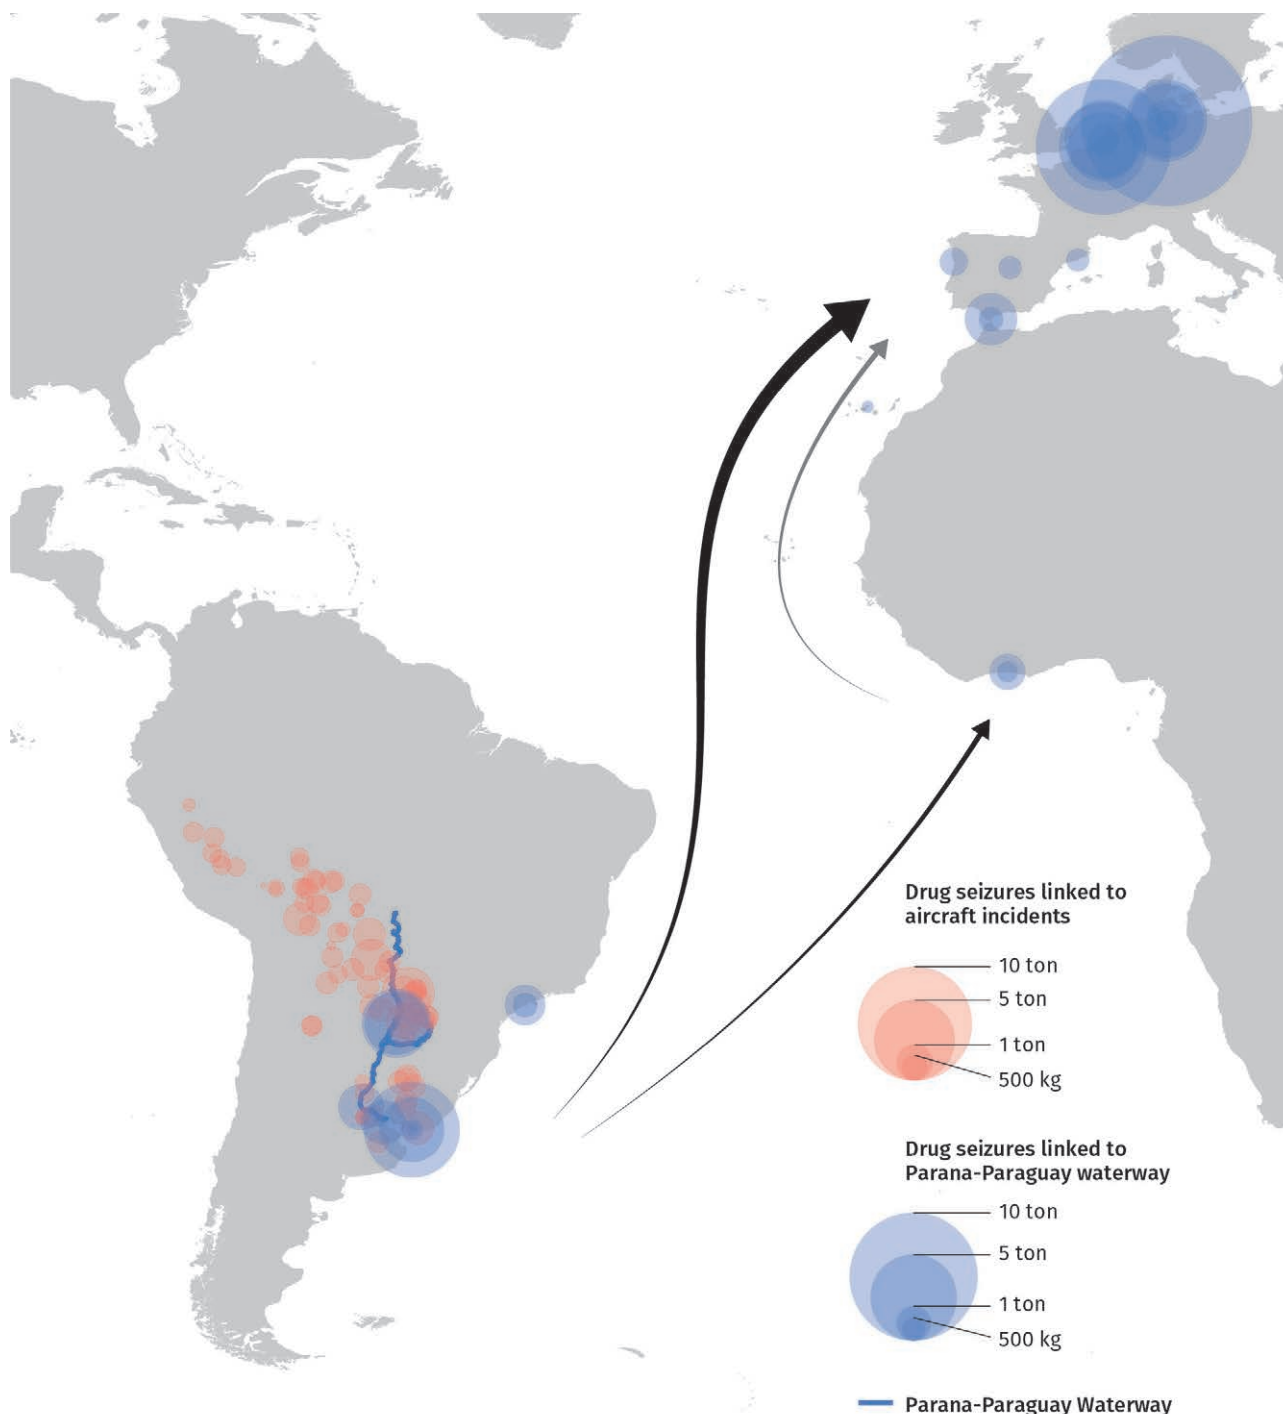 Drug seizures linked to
aircraft incidents
10 ton
5 ton
1 ton
500 kg
Drug seizures linked to
Parana-Paraguay waterway
10 ton
5 ton
1 ton
500 kg
Parana-Paraguay Waterway